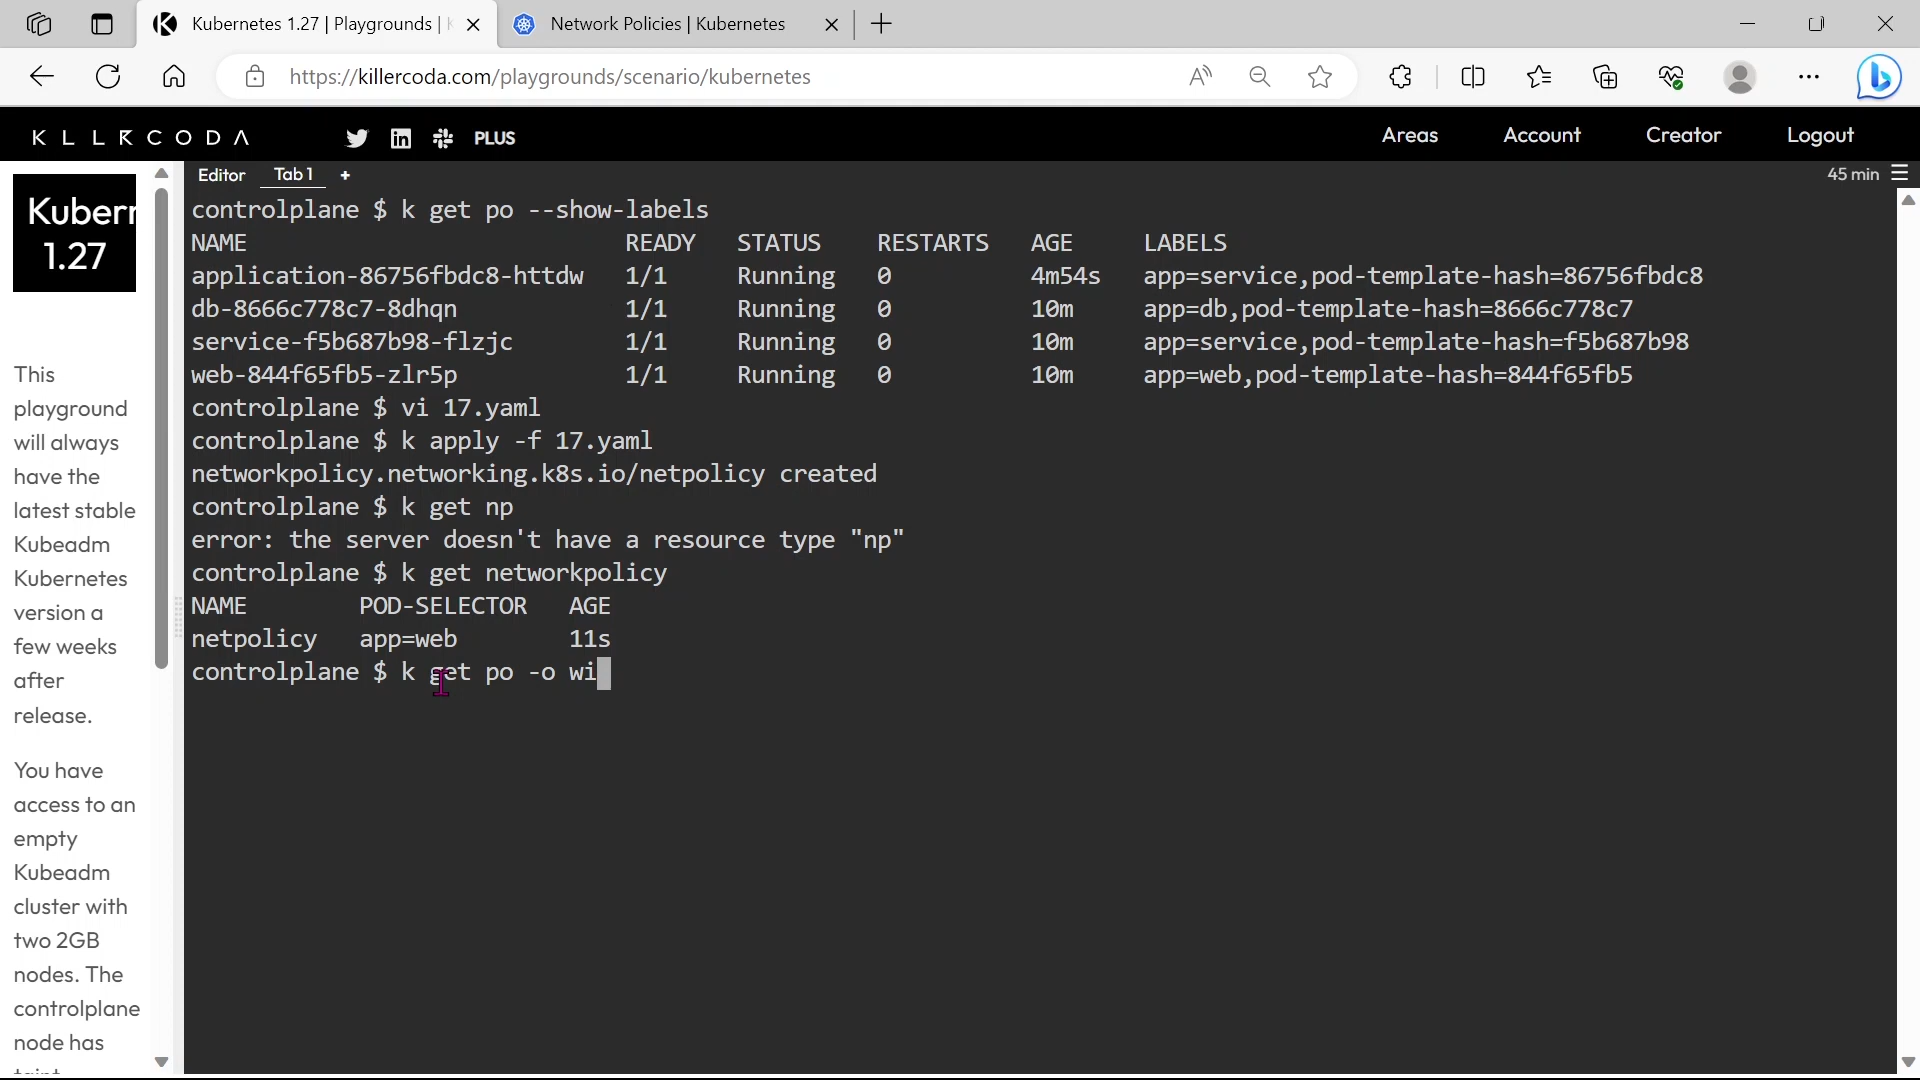 Kubernetes 1.27 | Playgrounds |
Network Policies | Kubernetes
https://killercoda.com/playgrounds/scenario/kubernetes
KLLRCODA
PLUS
Areas
Account
Creator
Logout
Editor
Tab 1
+
45 min
Kuberr
1.27
This
playground
will always
have the
latest stable
Kubeadm
Kubernetes
version a
few weeks
after
release.
You have
access to an
empty
Kubeadm
cluster with
two 2GB
nodes. The
controlplane
node has
taint
controlplane $ k get po --show-labels
NAME READY STATUS RESTARTS AGE LABELS
application-86756fbdc8-httdw 1/1 Running 0 4m54s app=service,pod-template-hash=86756fbdc8
db-8666c778c7-8dhqn 1/1 Running 0 10m app=db,pod-template-hash=8666c778c7
service-f5b687b98-flzjc 1/1 Running 0 10m app=service,pod-template-hash=f5b687b98
web-844f65fb5-zlr5p 1/1 Running 0 10m app=web,pod-template-hash=844f65fb5
controlplane $ vi 17.yaml
controlplane $ k apply -f 17.yaml
networkpolicy.networking.k8s.io/netpolicy created
controlplane $ k get np
error: the server doesn't have a resource type "np"
controlplane $ k get networkpolicy
NAME POD-SELECTOR AGE
netpolicy app=web 11s
controlplane $ k get po -o wi